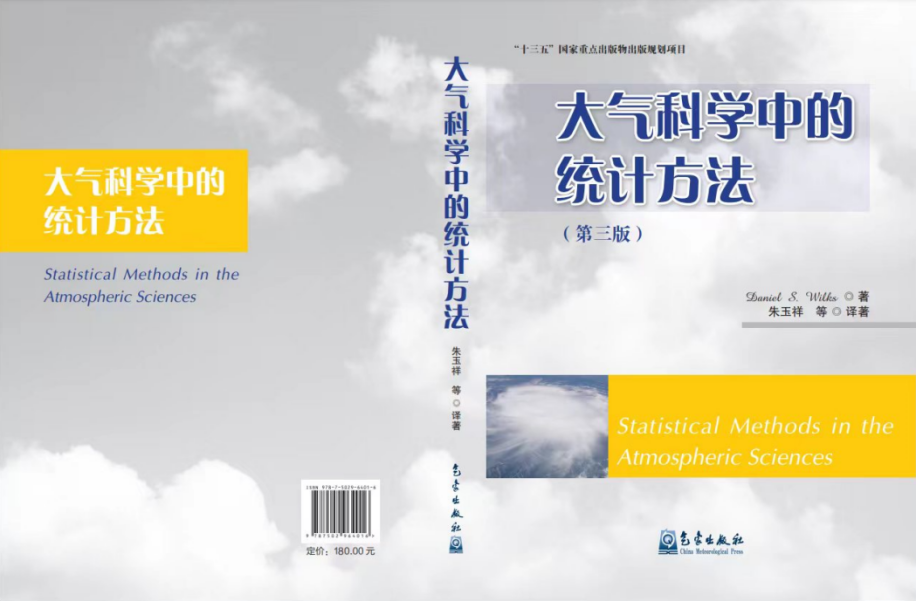 大气科学中的
统计方法
Statistical Methods in the
Atmospheric Sciences
定价：180.00 元
大气科学中的统计方法
朱玉祥 等◎译著
气象出版社
“十三五”国家重点出版物出版规划项目
大气科学中的
统计方法
（第三版）
Daniel S. Wilks ◎著
朱玉祥 等◎译著
Statistical Methods in the
Atmospheric Sciences
气象出版社
China Meteorological Press